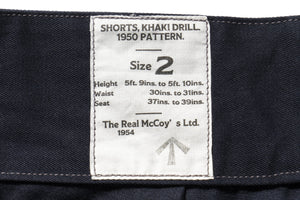 SHORTS, KHAKI DRILL.
1950 PATTERN.
Size 2
Height 5ft. 9ins. to 5ft. 10ins.
Waist 30ins. to 31ins.
Seat 37ins. to 39ins.
The Real McCoy's Ltd.
1954